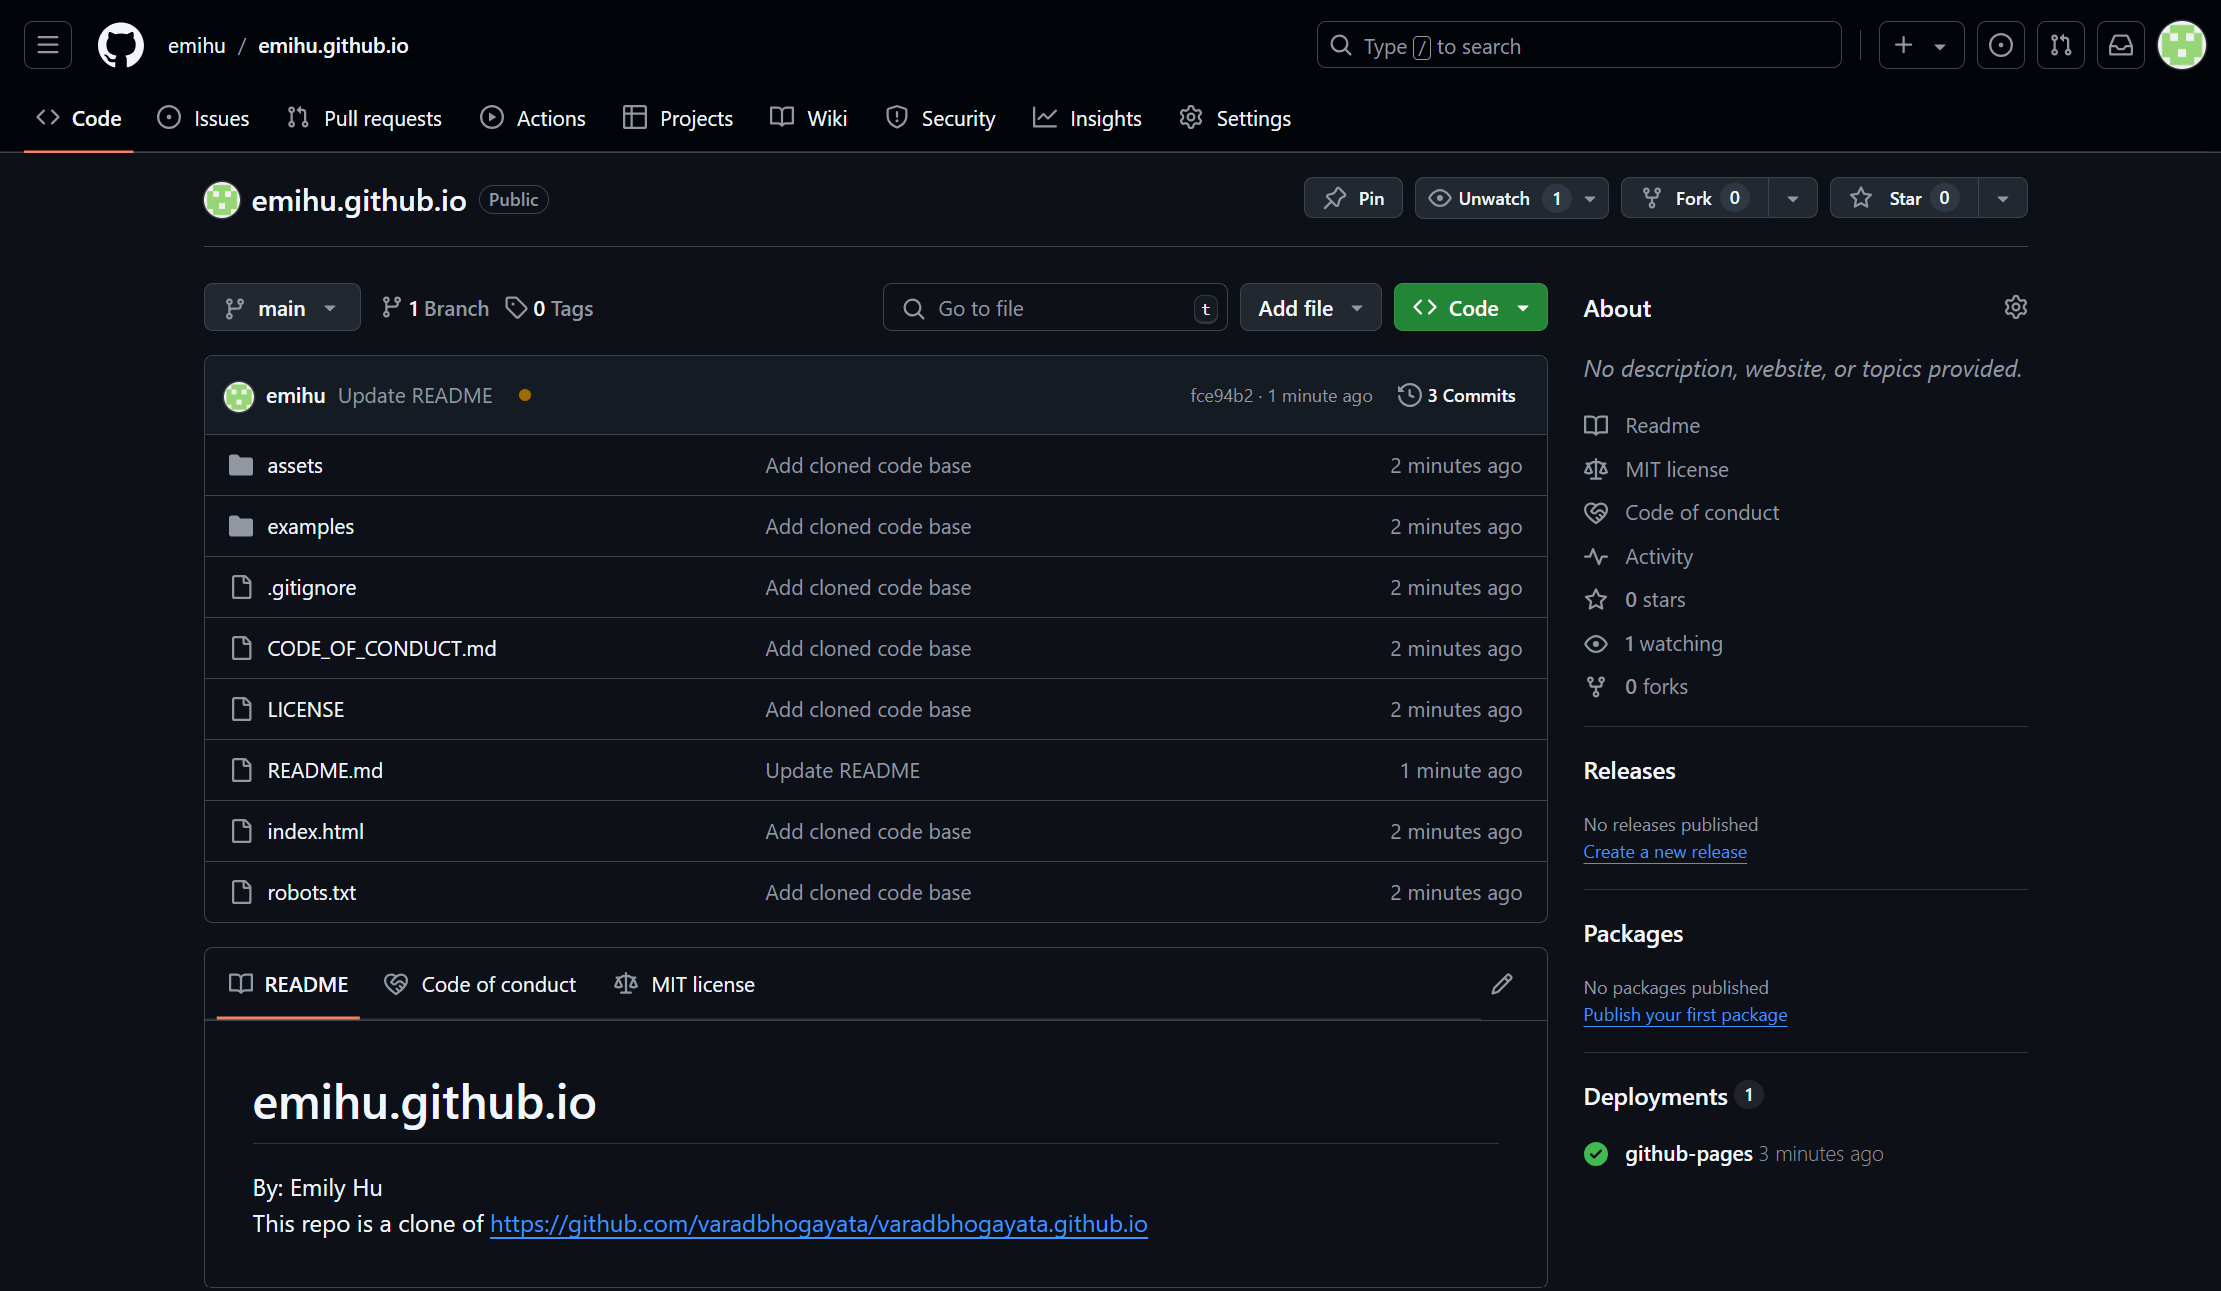 emihu / emihu.github.io
Type / to search
Code Issues Pull requests Actions Projects Wiki Security Insights Settings
emihu.github.io Public
Pin Unwatch 1 Fork 0 Star 0
main 1 Branch 0 Tags Go to file t Add file Code
emihu Update README fce94b2 · 1 minute ago 3 Commits
assets Add cloned code base 2 minutes ago
examples Add cloned code base 2 minutes ago
.gitignore Add cloned code base 2 minutes ago
CODE_OF_CONDUCT.md Add cloned code base 2 minutes ago
LICENSE Add cloned code base 2 minutes ago
README.md Update README 1 minute ago
index.html Add cloned code base 2 minutes ago
robots.txt Add cloned code base 2 minutes ago
README Code of conduct MIT license
emihu.github.io
By: Emily Hu
This repo is a clone of https://github.com/varadbhogayata/varadbhogayata.github.io
About
No description, website, or topics provided.
Readme
MIT license
Code of conduct
Activity
0 stars
1 watching
0 forks
Releases
No releases published
Create a new release
Packages
No packages published
Publish your first package
Deployments 1
github-pages 3 minutes ago